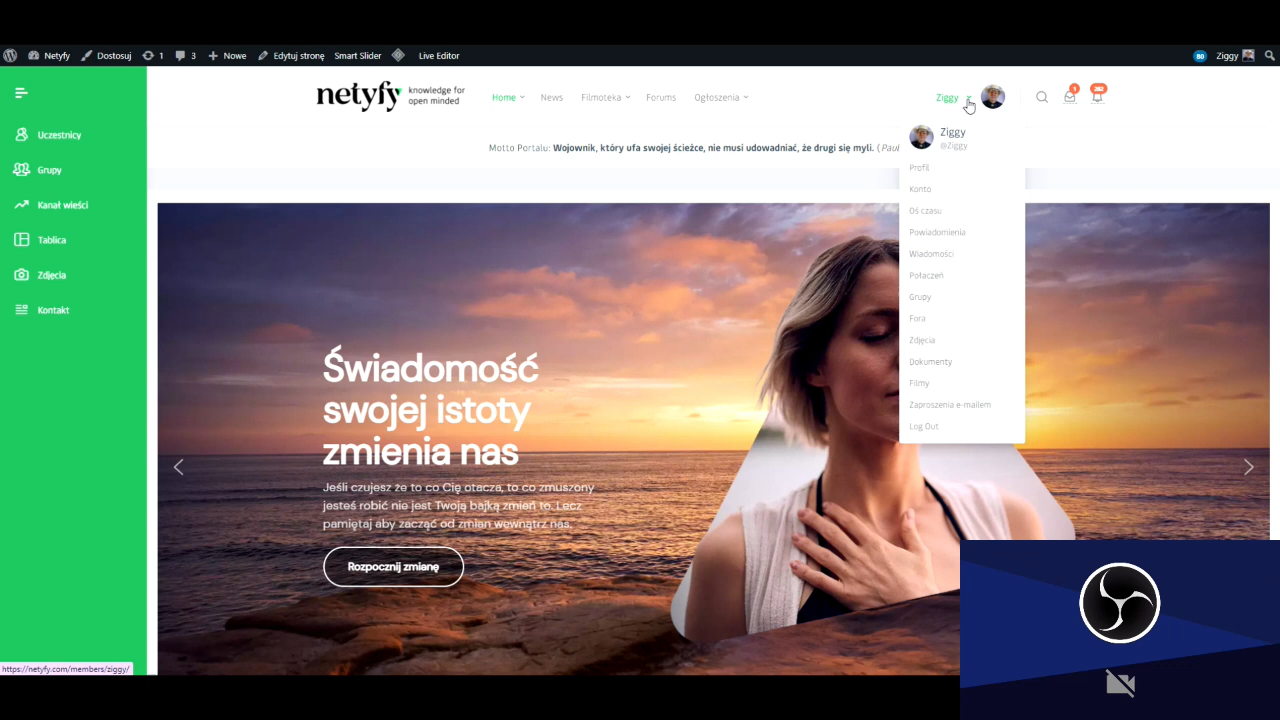 Netyfy Dostosuj 1 3 Nowe Edytuj stronę Smart Slider Live Editor 80 Ziggy
netyfy knowledge for open minded
Home News Filmoteka Forums Ogłoszenia
Ziggy
Uczestnicy
Grupy
Kanał wieści
Tablica
Zdjęcia
Kontakt
Motto Portalu: Wojownik, który ufa swojej ścieżce, nie musi udowadniać, że drugi się myli. ( Paul
Ziggy
@Ziggy
Profil
Konto
Oś czasu
Powiadomienia
Wiadomości
Połączeń
Grupy
Fora
Zdjęcia
Dokumenty
Filmy
Zaproszenia e-mailem
Log Out
Świadomość
swojej istoty
zmienia nas
Jeśli czujesz że to co Cię otacza, to co zmuszony
jesteś robić nie jest Twoją bajką zmień to. Lecz
pamiętaj aby zacząć od zmian wewnątrz nas.
Rozpocznij zmianę
https://netyfy.com/members/ziggy/